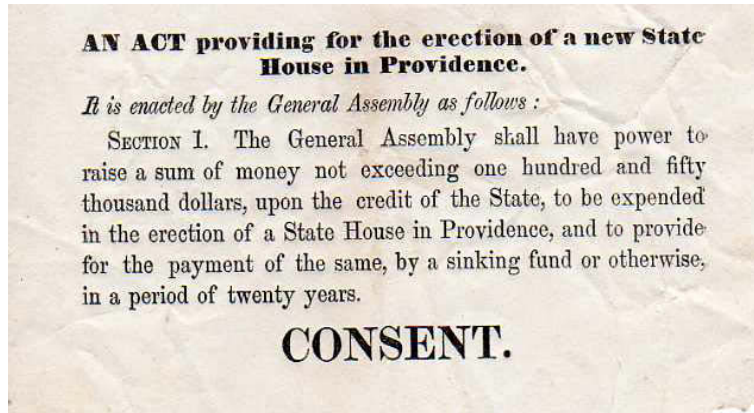 AN ACT providing for the erection of a new State
House in Providence.
It is enacted by the General Assembly as follows :
SECTION 1. The General Assembly shall have power to
raise a sum of money not exceeding one hundred and fifty
thousand dollars, upon the credit of the State, to be expended
in the erection of a State House in Providence, and to provide
for the payment of the same, by a sinking fund or otherwise,
in a period of twenty years.
CONSENT.